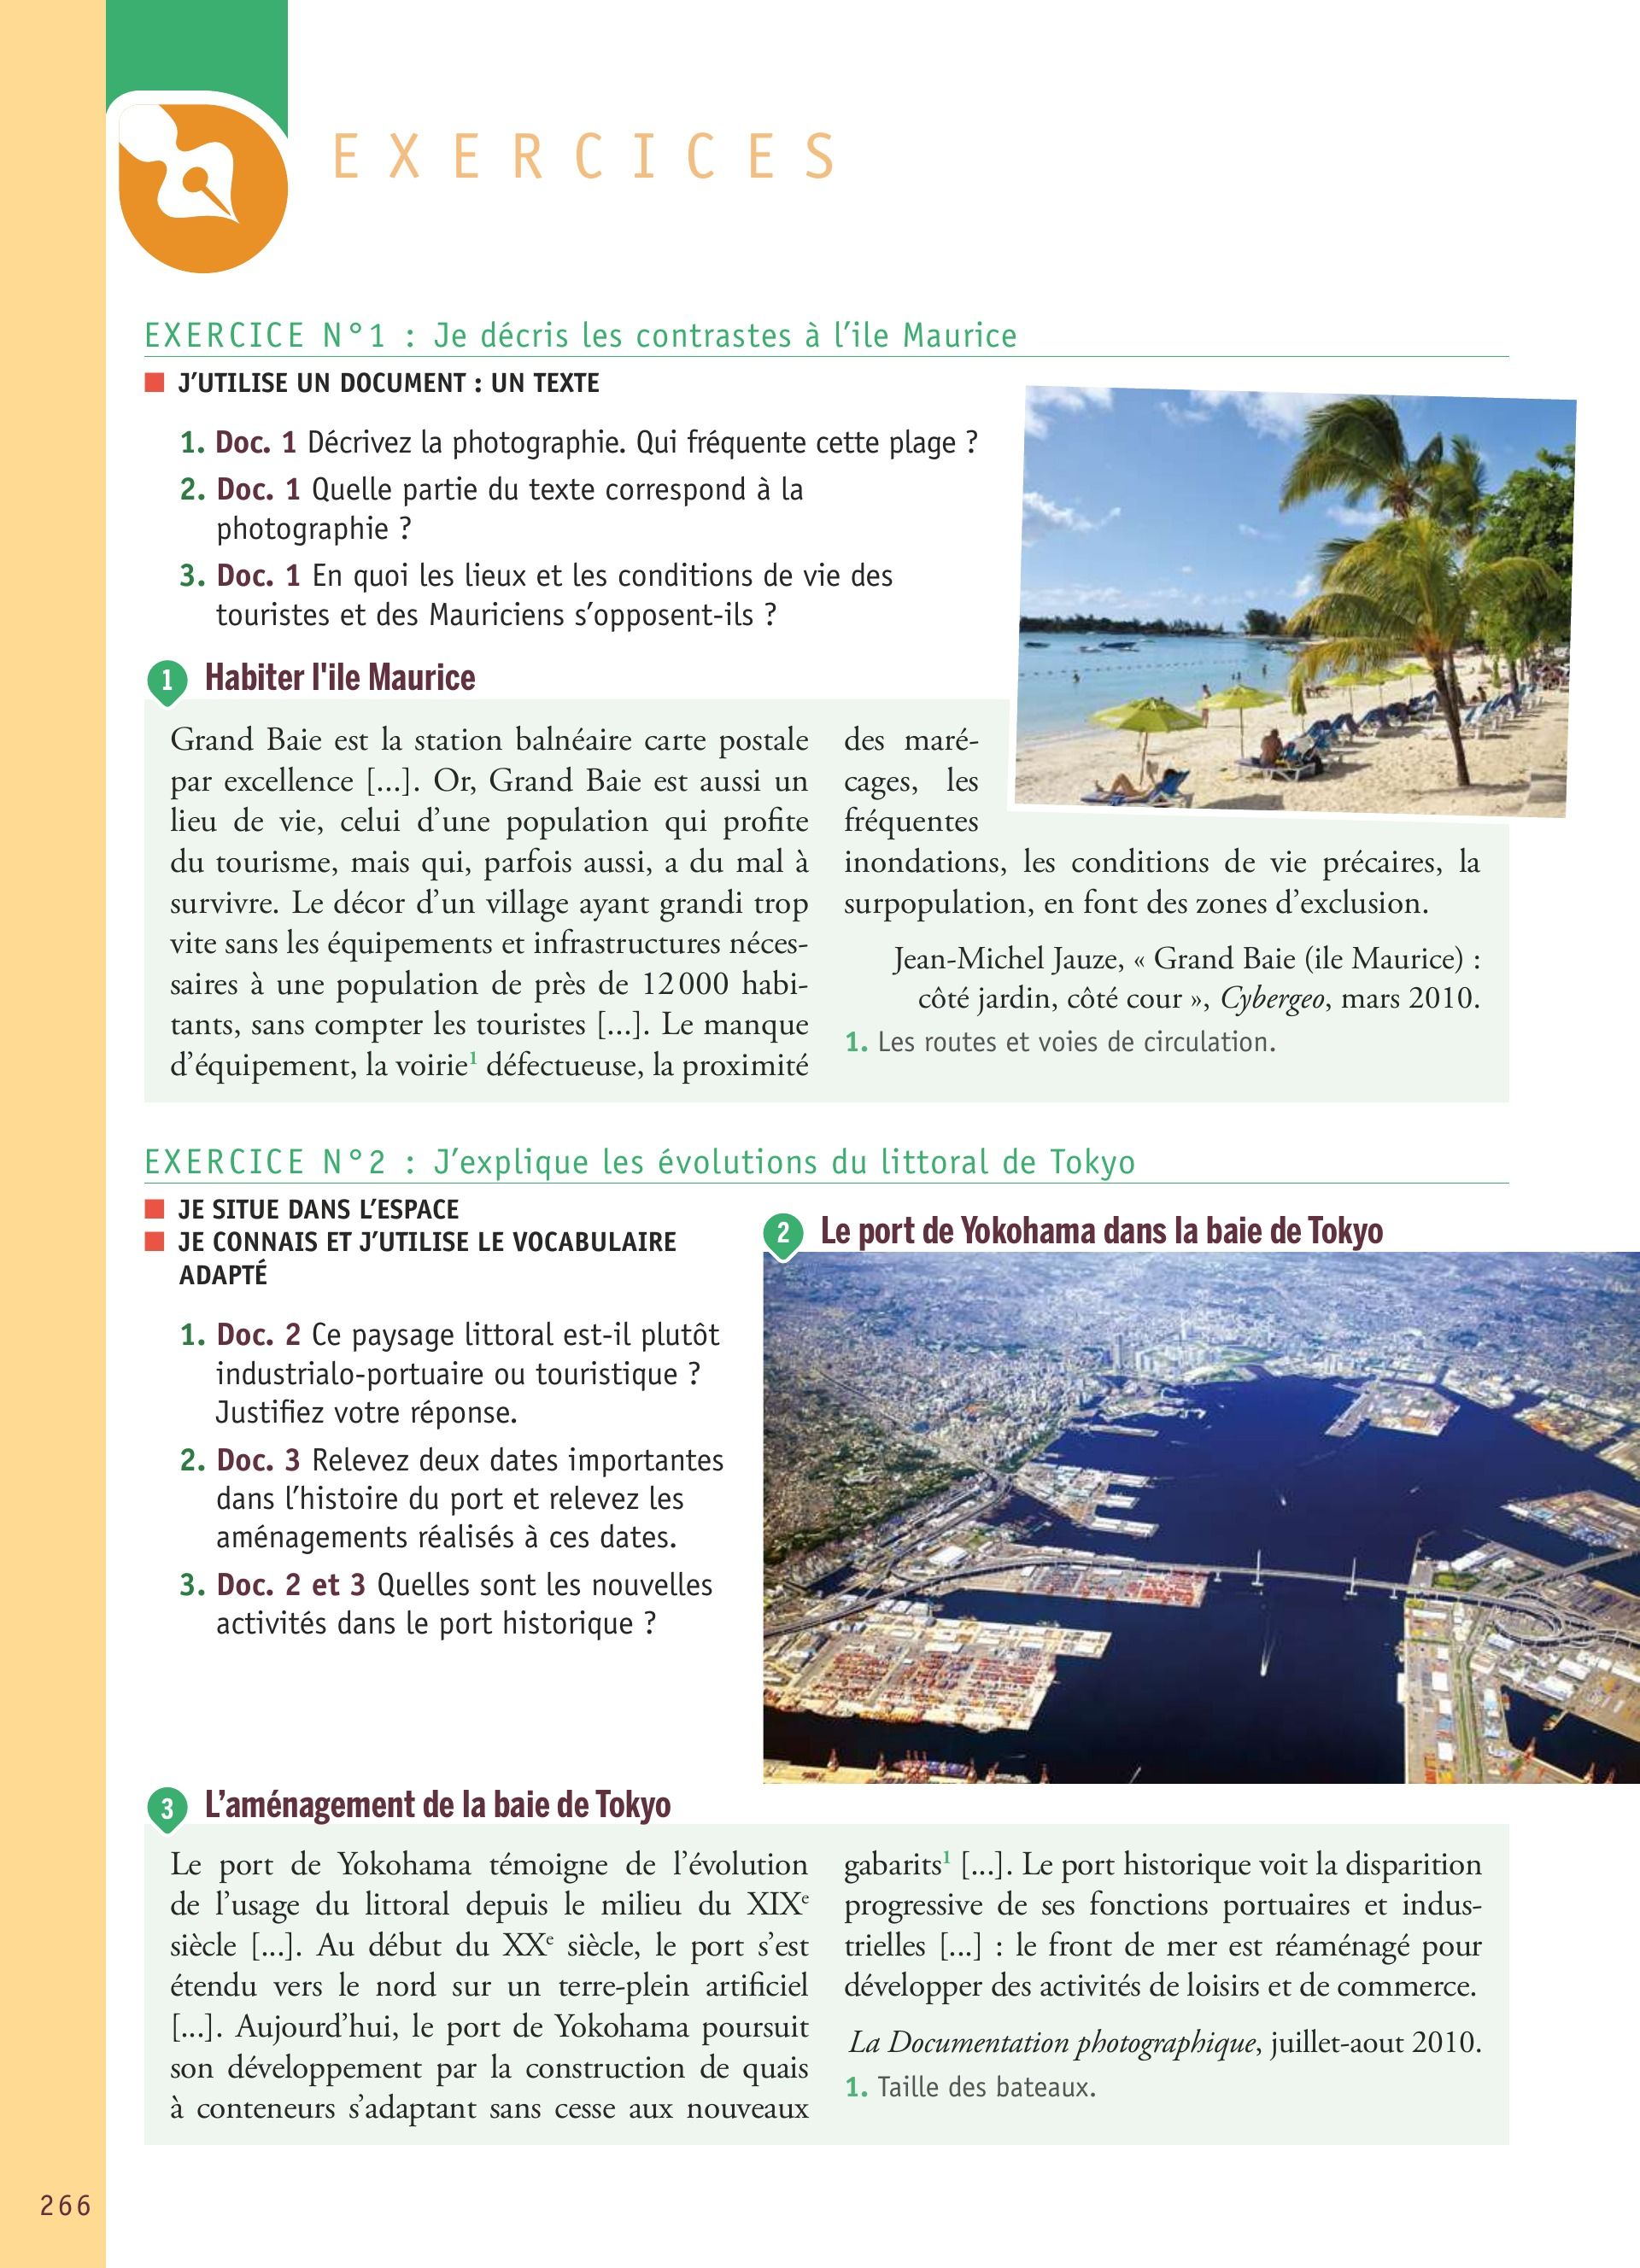 EXERCICES
EXERCICE N°1 : Je décris les contrastes à l'ile Maurice
J'UTILISE UN DOCUMENT : UN TEXTE
1. Doc. 1 Décrivez la photographie. Qui fréquente cette plage ?
2. Doc. 1 Quelle partie du texte correspond à la
photographie ?
3. Doc. 1 En quoi les lieux et les conditions de vie des
touristes et des Mauriciens s'opposent-ils ?
1 Habiter l'ile Maurice
Grand Baie est la station balnéaire carte postale
par excellence [...]. Or, Grand Baie est aussi un
lieu de vie, celui d'une population qui profite
du tourisme, mais qui, parfois aussi, a du mal à
survivre. Le décor d'un village ayant grandi trop
vite sans les équipements et infrastructures néces-
saires à une population de près de 12 000 habi-
tants, sans compter les touristes [...]. Le manque
d'équipement, la voirie¹ défectueuse, la proximité
des maré-
cages, les
fréquentes
inondations, les conditions de vie précaires, la
surpopulation, en font des zones d'exclusion.
Jean-Michel Jauze, « Grand Baie (ile Maurice) :
côté jardin, côté cour », Cybergeo, mars 2010.
1. Les routes et voies de circulation.
EXERCICE N°2 : J'explique les évolutions du littoral de Tokyo
JE SITUE DANS L'ESPACE
JE CONNAIS ET J'UTILISE LE VOCABULAIRE
ADAPTÉ
1. Doc. 2 Ce paysage littoral est-il plutôt
industrialo-portuaire ou touristique ?
Justifiez votre réponse.
2. Doc. 3 Relevez deux dates importantes
dans l'histoire du port et relevez les
aménagements réalisés à ces dates.
3. Doc. 2 et 3 Quelles sont les nouvelles
activités dans le port historique ?
2 Le port de Yokohama dans la baie de Tokyo
3 L'aménagement de la baie de Tokyo
Le port de Yokohama témoigne de l'évolution
de l'usage du littoral depuis le milieu du XIXe
siècle [...]. Au début du XXe siècle, le port s'est
étendu vers le nord sur un terre-plein artificiel
[...]. Aujourd'hui, le port de Yokohama poursuit
son développement par la construction de quais
à conteneurs s'adaptant sans cesse aux nouveaux
gabarits¹ [...]. Le port historique voit la disparition
progressive de ses fonctions portuaires et indus-
trielles [...] : le front de mer est réaménagé pour
développer des activités de loisirs et de commerce.
La Documentation photographique, juillet-aout 2010.
1. Taille des bateaux.
266